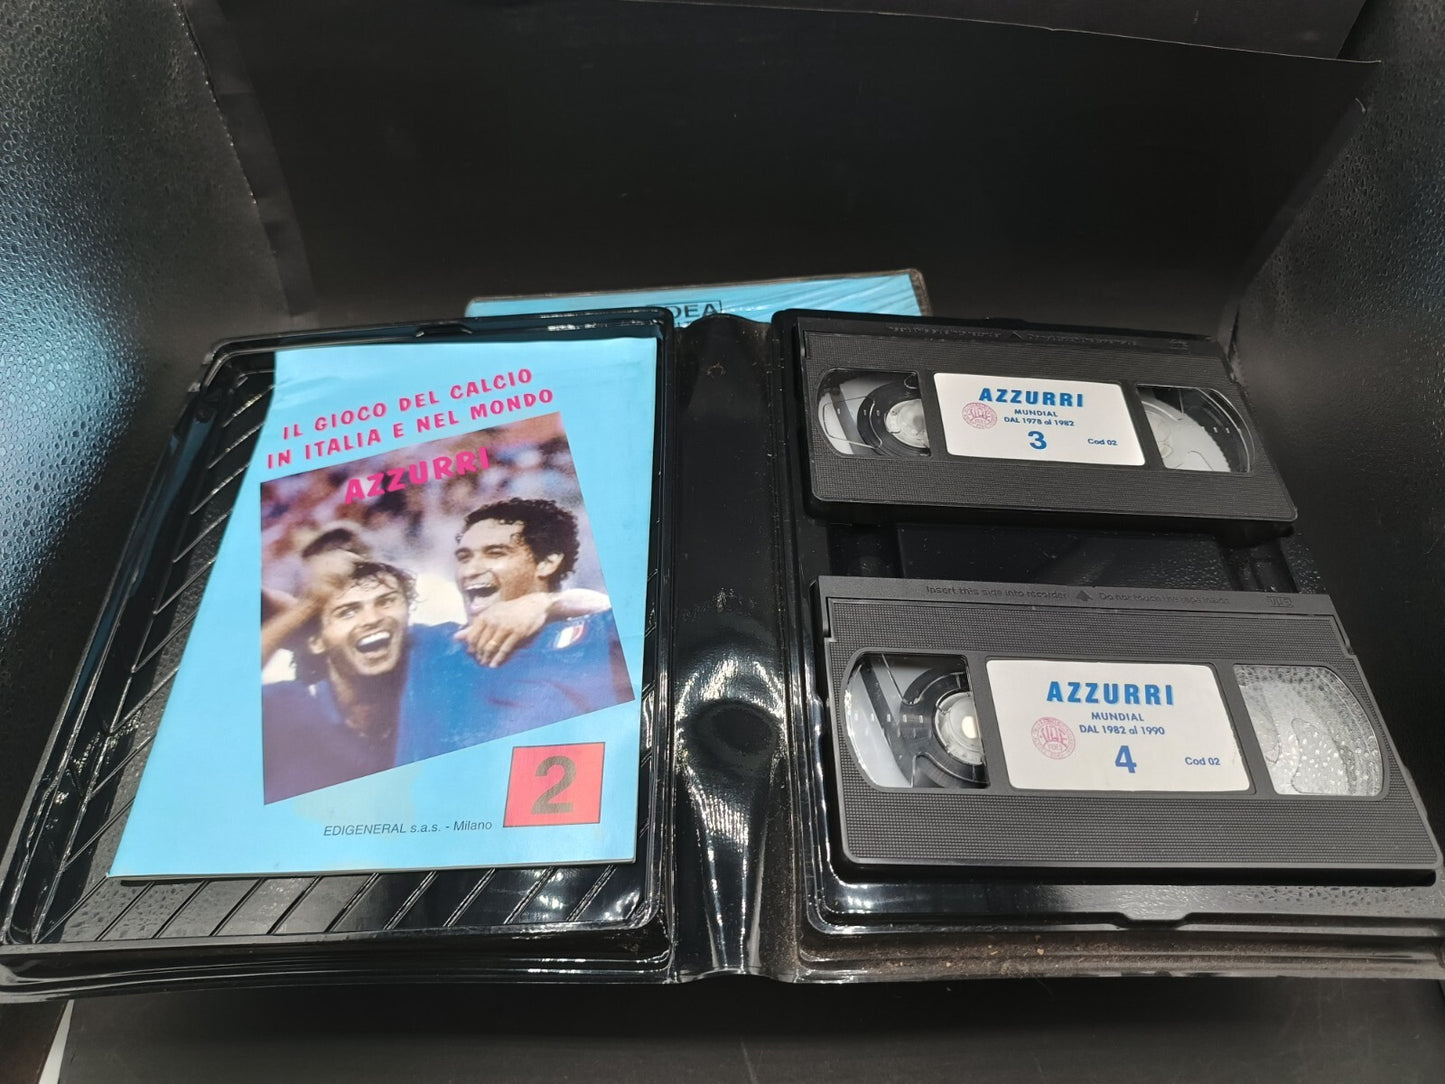 IL GIOCO DEL CALCIO
IN ITALIA E NEL MONDO
AZZURRI
2
EDIGENERAL s.a.s. - Milano
AZZURRI
MUNDIAL
DAL 1978 al 1982
3
Cod 02
Insert this side into recorder
Do not touch the tape inside
AZZURRI
MUNDIAL
DAL 1982 al 1990
4
Cod 02